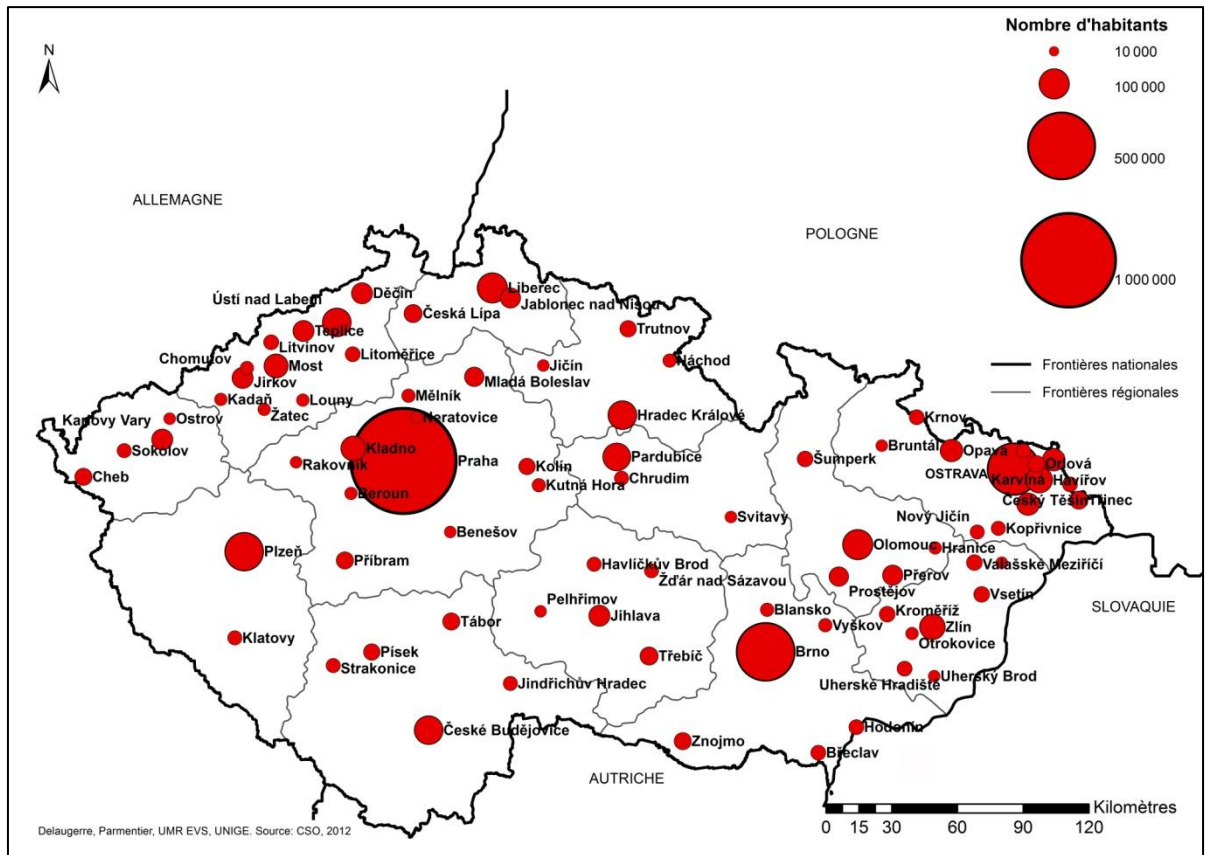 Nombre d'habitants
10 000
100 000
500 000
1 000 000
Frontières nationales
Frontières régionales
N
ALLEMAGNE
POLOGNE
SLOVAQUIE
AUTRICHE
Děčín
Liberec
Ústí nad Labem
Jablonec nad Nisou
Česká Lípa
Teplice
Trutnov
Litvínov
Litoměřice
Chomutov
Most
Jičín
Náchod
Jirkov
Mladá Boleslav
Kadaň
Louny
Mělník
Žatec
Karlovy Vary
Ostrov
Neratovice
Hradec Králové
Krnov
Sokolov
Kladno
Bruntál
Opava
Rakovník
Praha
Kolín
Pardubice
Šumperk
Orlová
Cheb
Chrudim
OSTRAVA
Karviná
Havířov
Kutná Hora
Beroun
Český Těšín
Třinec
Svitavy
Nový Jičín
Kopřivnice
Benešov
Plzeň
Olomouc
Hranice
Příbram
Havlíčkův Brod
Valašské Meziříčí
Žďár nad Sázavou
Přerov
Prostějov
Vsetín
Pelhřimov
Jihlava
Blansko
Kroměříž
Tábor
Vyškov
Zlín
Otrokovice
Klatovy
Písek
Třebíč
Brno
Strakonice
Jindřichův Hradec
Uherské Hradiště
Uherský Brod
České Budějovice
Hodonín
Znojmo
Břeclav
Kilomètres
0 15 30 60 90 120
Delaugerre, Parmentier, UMR EVS, UNIGE. Source: CSO, 2012